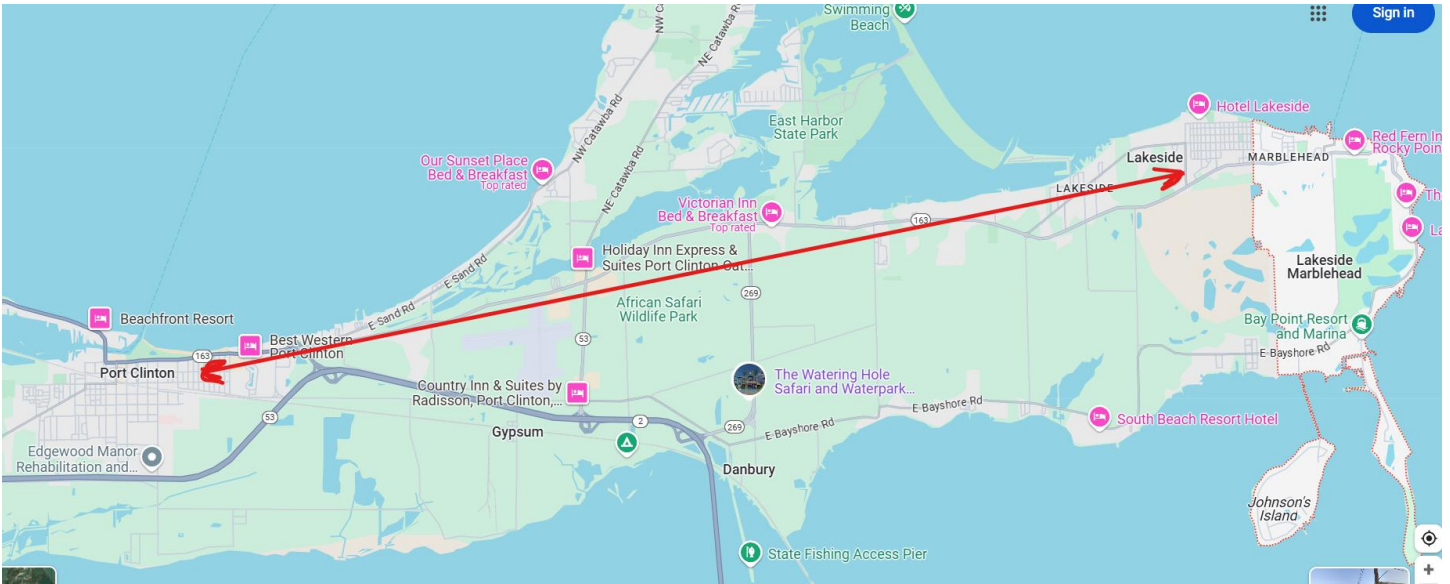 Swimming
Beach
Sign in
NW C
NE Catawba R
East Harbor
State Park
Hotel Lakeside
NW Catawba Rd
Our Sunset Place
Bed & Breakfast
Top rated
NE Catawba Rd
Lakeside
MARBLEHEAD
Red Fern In
Rocky Poin
LAKESIDE
Th
Victorian Inn
Bed & Breakfast
Top rated
163
La
Holiday Inn Express &
Suites Port Clinton-Cat...
Lakeside
Marblehead
E Sand Rd
269
African Safari
Wildlife Park
Beachfront Resort
E Sand Rd
Bay Point Resort
and Marina
53
Best Western
Port Clinton
163
E Bayshore Rd
Port Clinton
The Watering Hole
Safari and Waterpark...
Country Inn & Suites by
Radisson, Port Clinton,...
E Bayshore Rd
53
2
South Beach Resort Hotel
Gypsum
269
E Bayshore Rd
Edgewood Manor
Rehabilitation and...
Danbury
Johnson's
Island
State Fishing Access Pier